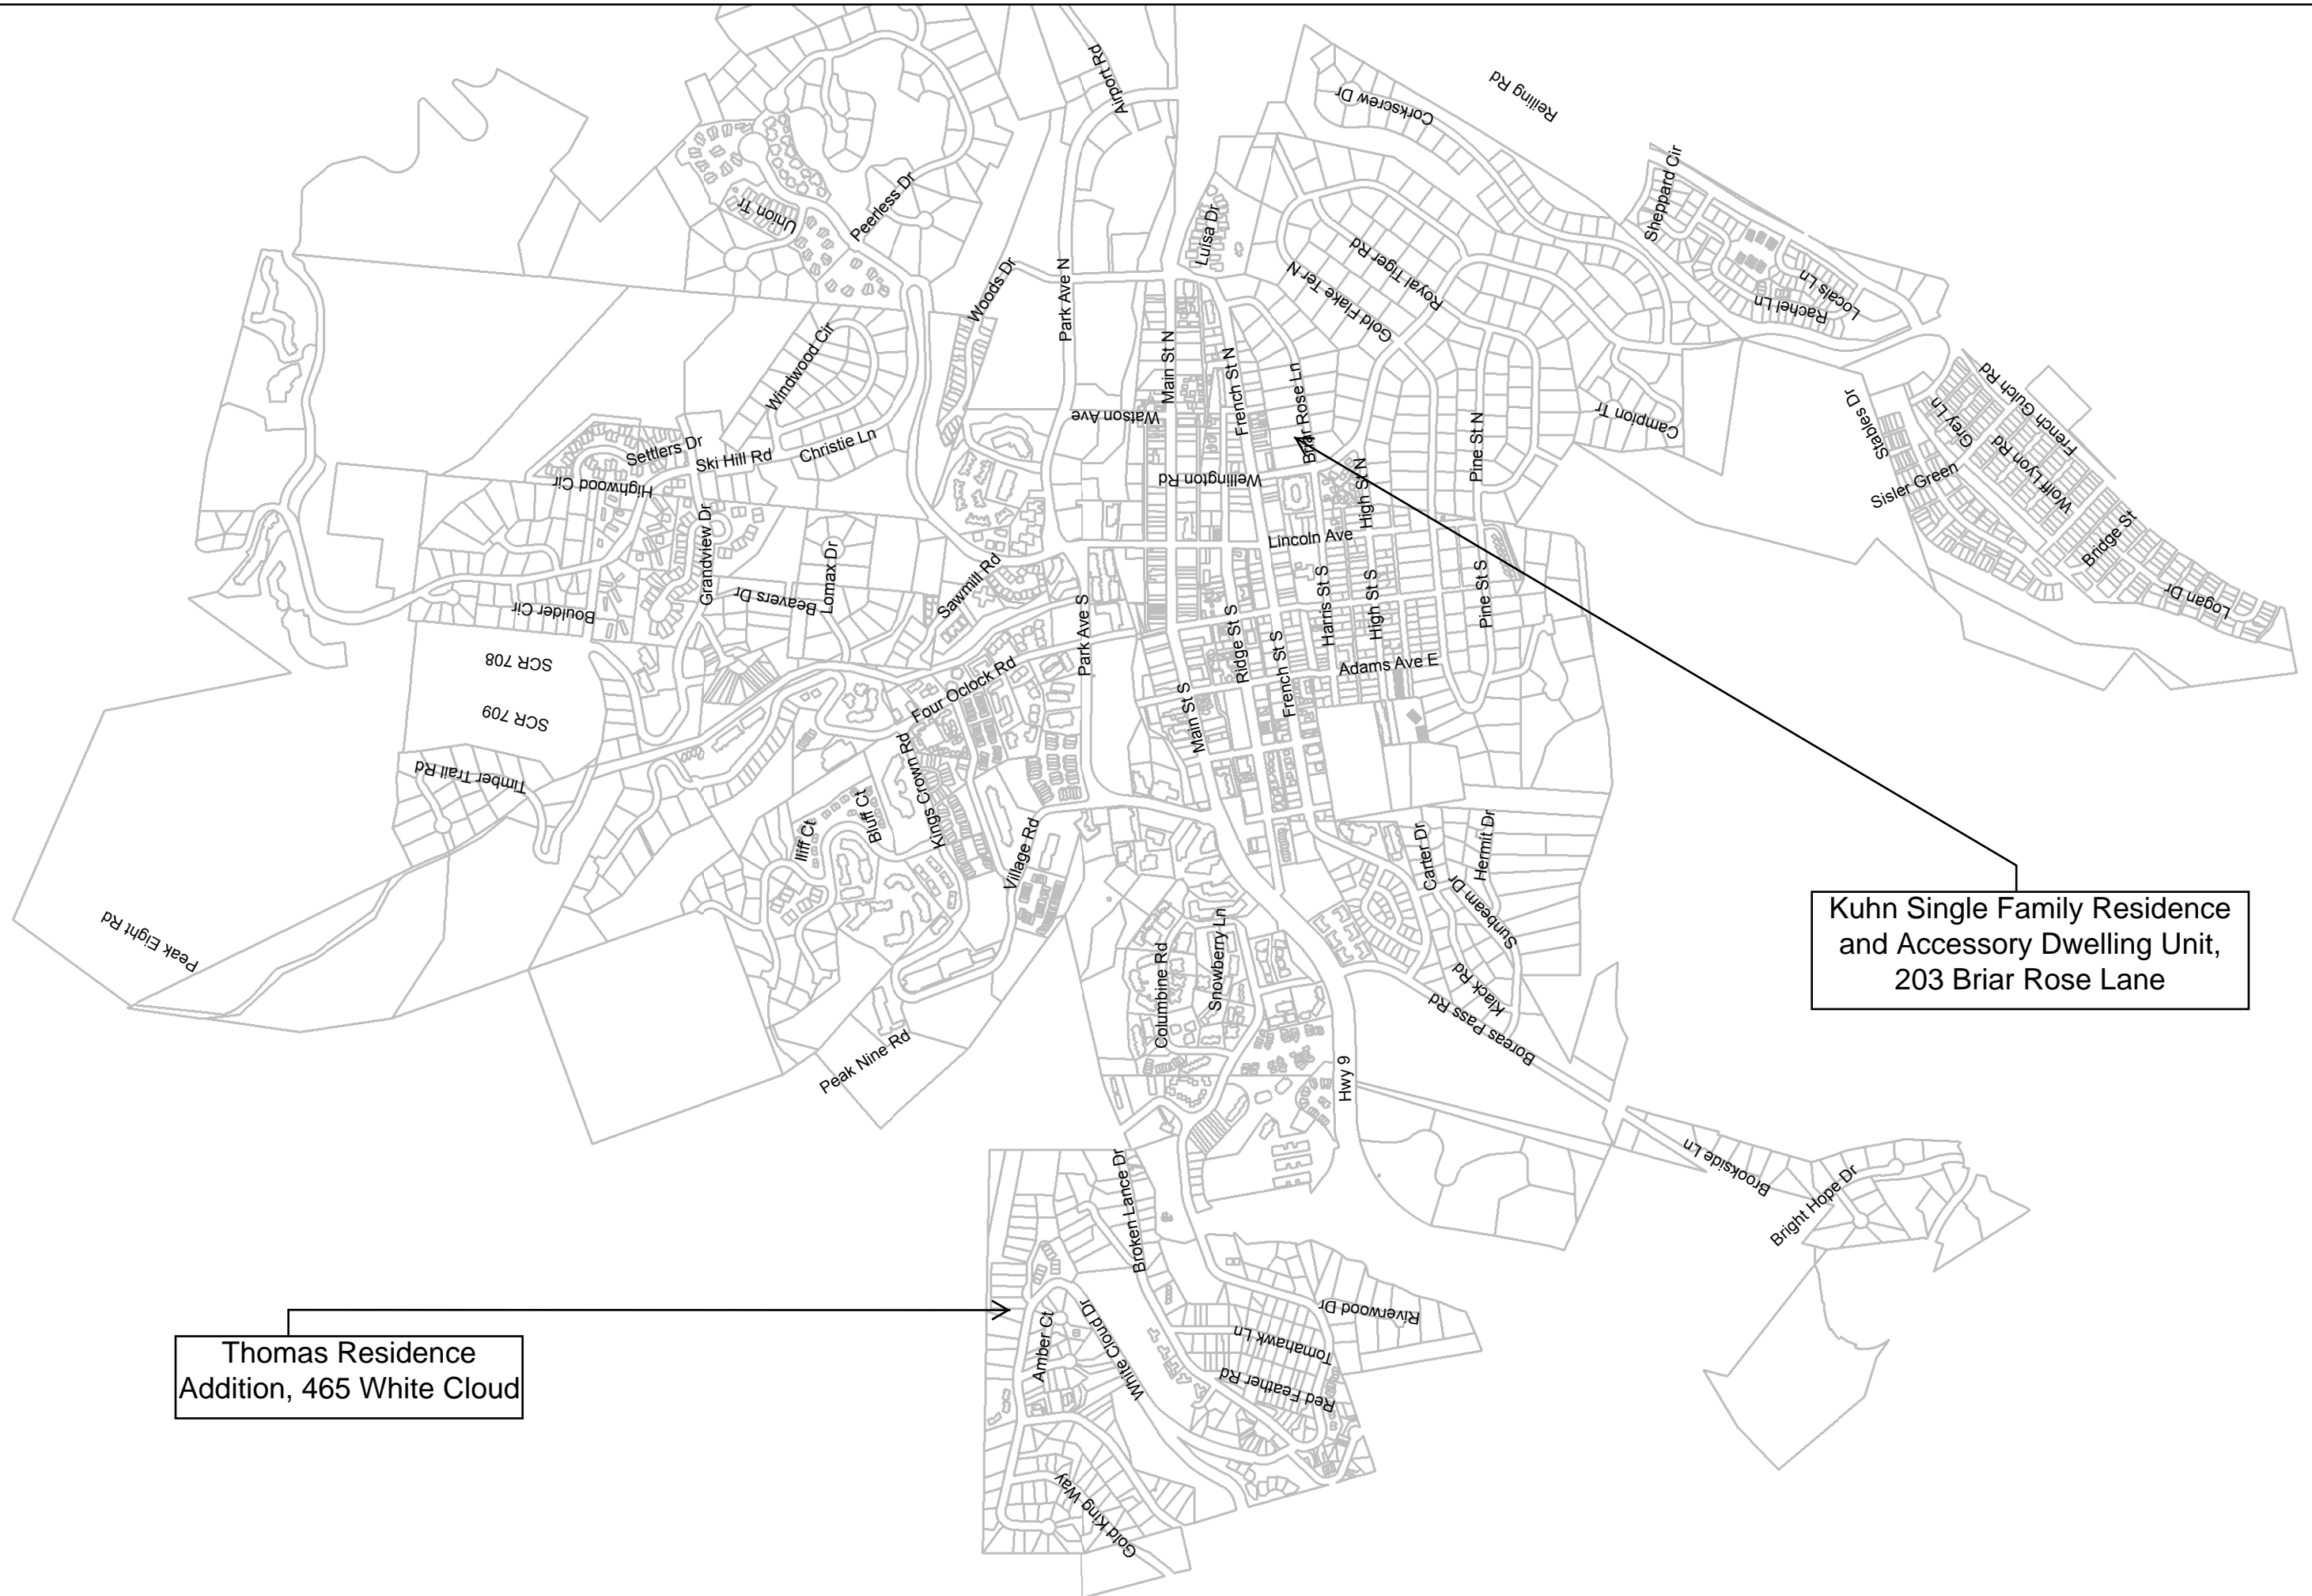 Airport Rd
Reiling Rd
Corkscrew Dr
Sheppard Cir
Peerless Dr
Union Tr
Luisa Dr
Royal Tiger Rd
Gold Flake Ter N
Locals Ln
Rachel Ln
Woods Dr
Park Ave N
Windwood Cir
Main St N
French St N
Briar Rose Ln
Watson Ave
Campion Tr
Stables Dr
Grey Ln
French Gulch Rd
Wolff Lyon Rd
Settlers Dr
Ski Hill Rd
Christie Ln
Highwood Cir
Wellington Rd
High St N
Pine St N
Sisler Green
Bridge St
Logan Dr
Grandview Dr
Lomax Dr
Lincoln Ave
Sawmill Rd
Beavers Dr
Boulder Cir
Park Ave S
Ridge St S
Harris St S
High St S
Pine St S
SCR 708
SCR 709
Four Oclock Rd
French St S
Adams Ave E
Main St S
Timber Trail Rd
Kings Crown Rd
Bluff Ct
Iliff Ct
Village Rd
Carter Dr
Hermit Dr
Sunbeam Dr
Kuhn Single Family Residence
and Accessory Dwelling Unit,
203 Briar Rose Lane
Peak Eight Rd
Columbine Rd
Snowberry Ln
Klack Rd
Boreas Pass Rd
Peak Nine Rd
Hwy 9
Brookside Ln
Bright Hope Dr
Broken Lance Dr
Riverwood Dr
Tomahawk Ln
Red Feather Rd
White Cloud Dr
Amber Ct
Thomas Residence
Addition, 465 White Cloud
Gold King Way